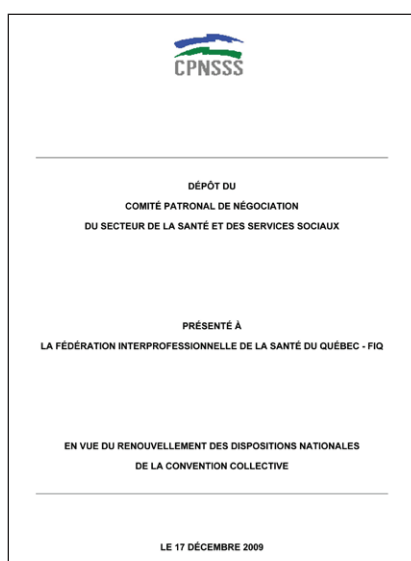 CPNSSS
DÉPÔT DU
COMITÉ PATRONAL DE NÉGOCIATION
DU SECTEUR DE LA SANTÉ ET DES SERVICES SOCIAUX
PRÉSENTÉ À
LA FÉDÉRATION INTERPROFESSIONNELLE DE LA SANTÉ DU QUÉBEC - FIQ
EN VUE DU RENOUVELLEMENT DES DISPOSITIONS NATIONALES
DE LA CONVENTION COLLECTIVE
LE 17 DÉCEMBRE 2009